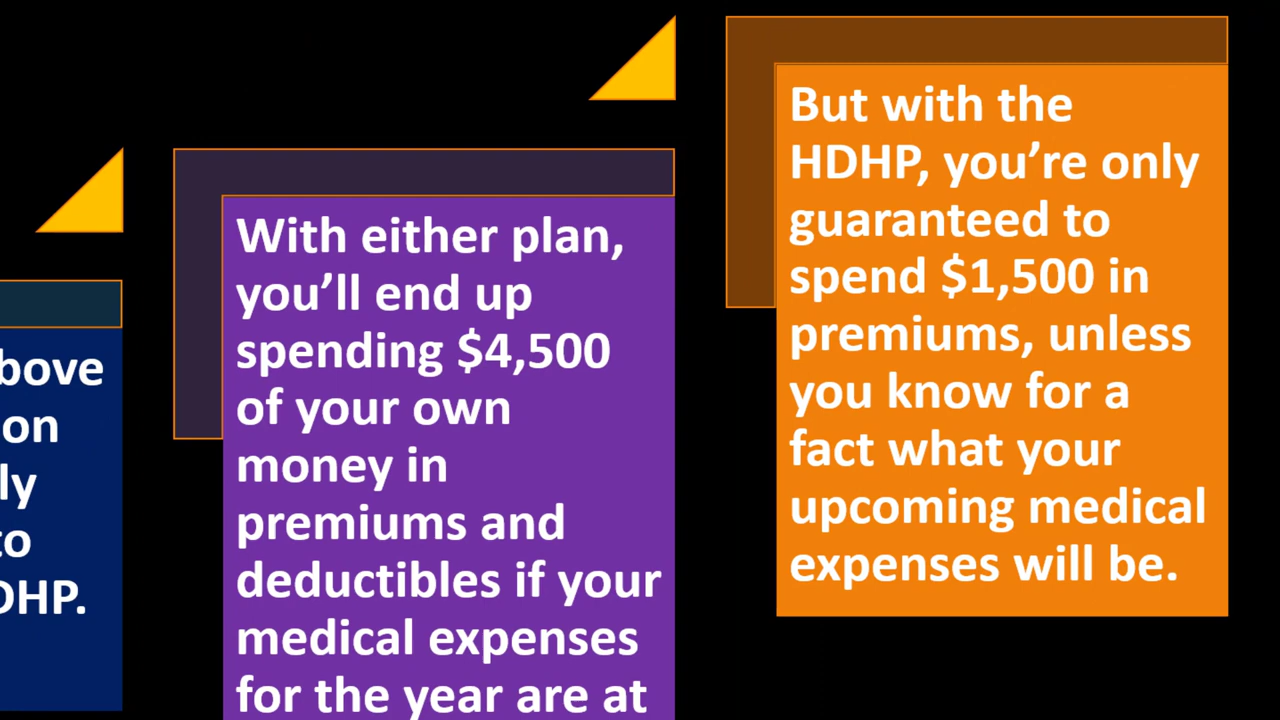 bove
on
ly
to
DHP.
With either plan,
you'll end up
spending $4,500
of your own
money in
premiums and
deductibles if your
medical expenses
for the year are at
But with the
HDHP, you're only
guaranteed to
spend $1,500 in
premiums, unless
you know for a
fact what your
upcoming medical
expenses will be.